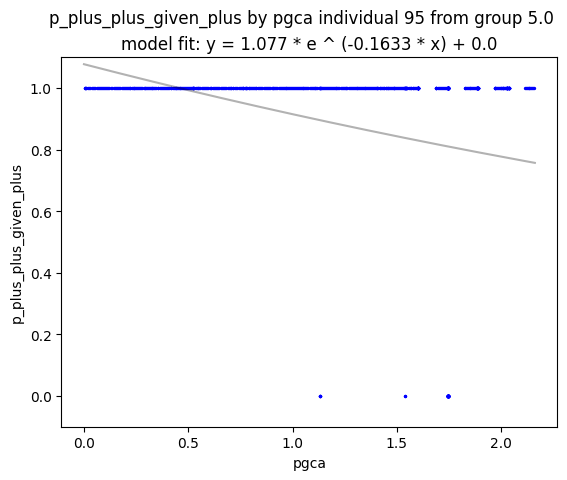 p_plus_plus_given_plus by pgca individual 95 from group 5.0
model fit: y = 1.077 * e ^ (-0.1633 * x) + 0.0
1.0
0.8
0.6
0.4
0.2
0.0
p_plus_plus_given_plus
0.0 0.5 1.0 1.5 2.0
pgca